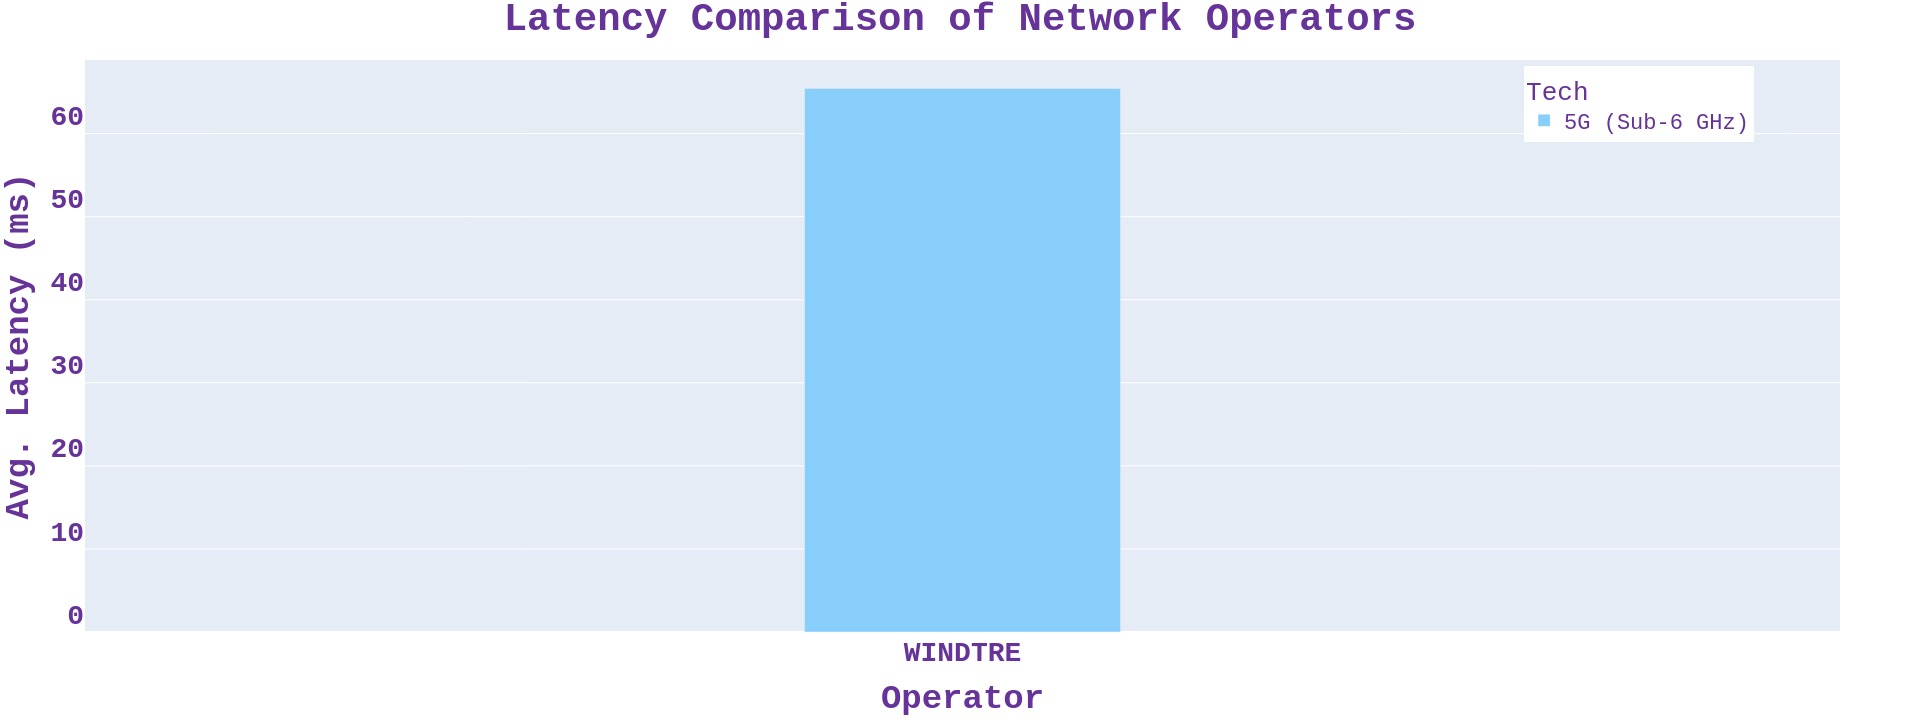 Latency Comparison of Network Operators
Tech
5G (Sub-6 GHz)
Avg. Latency (ms)
60
50
40
30
20
10
0
WINDTRE
Operator